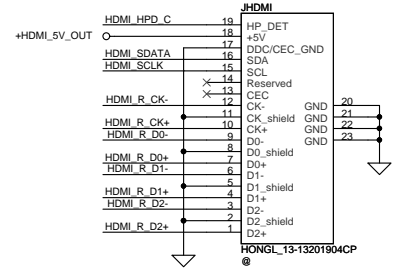 JHDMI
HDMI_HPD_C 19 HP_DET
+HDMI_5V_OUT 18 +5V
17 DDC/CEC_GND
HDMI_SDATA 16 SDA
HDMI_SCLK 15 SCL
14 Reserved
13 CEC
HDMI_R_CK- 12 CK- GND 20
11 CK_shield GND 21
HDMI_R_CK+ 10 CK+ GND 22
HDMI_R_D0- 9 D0- GND 23
8 D0_shield
HDMI_R_D0+ 7 D0+
HDMI_R_D1- 6 D1-
5 D1_shield
HDMI_R_D1+ 4 D1+
HDMI_R_D2- 3 D2-
2 D2_shield
HDMI_R_D2+ 1 D2+
HONGL_13-13201904CP
@